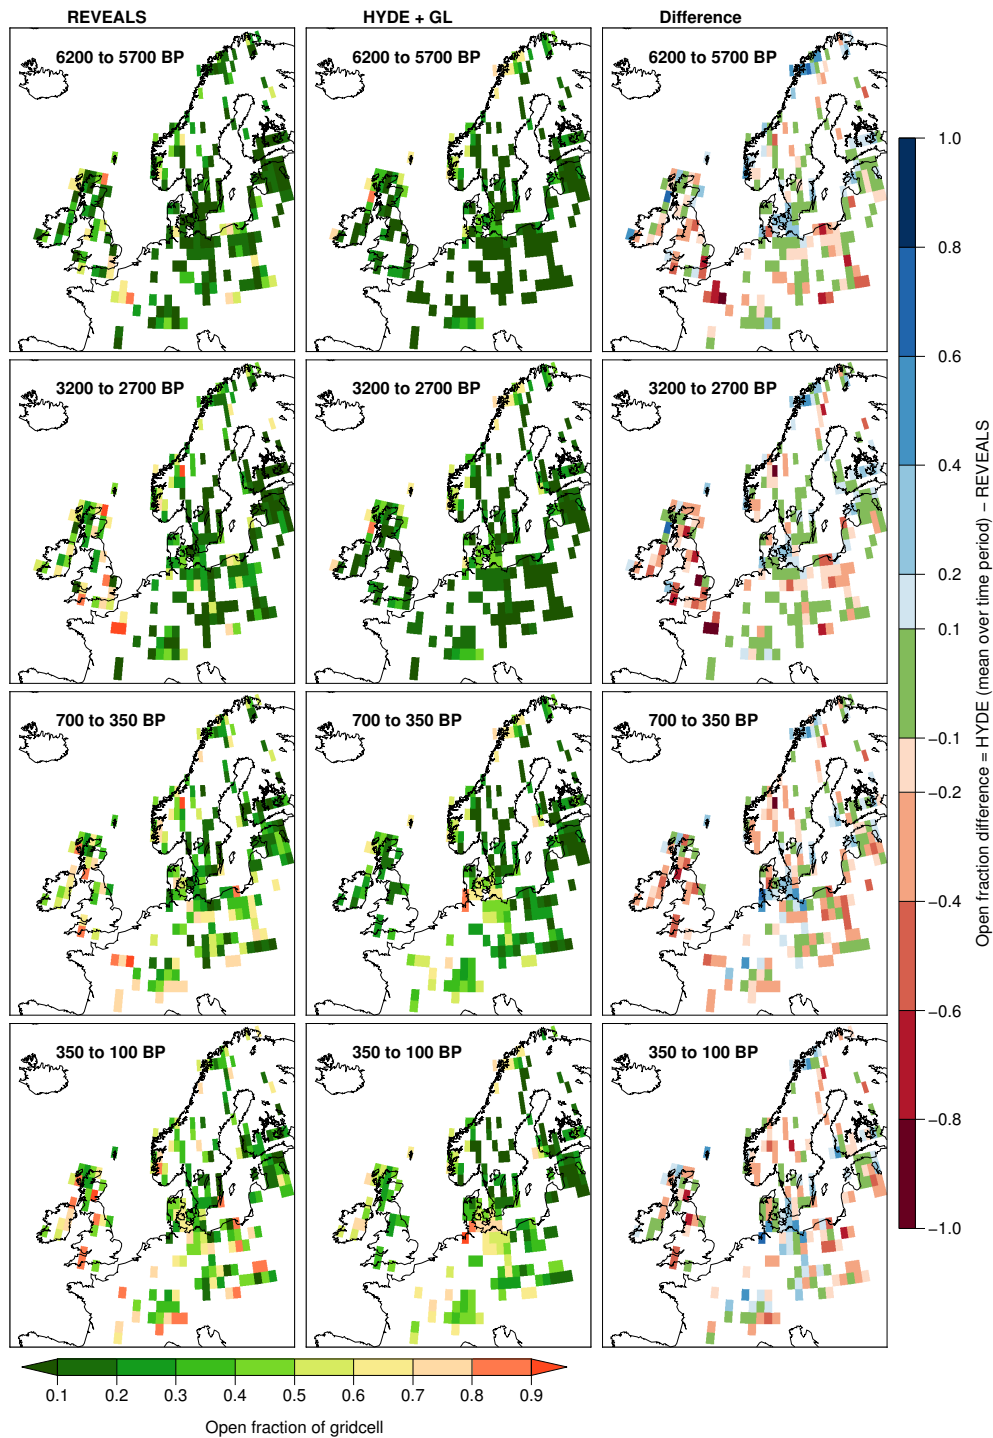 REVEALS HYDE + GL Difference
6200 to 5700 BP 6200 to 5700 BP 6200 to 5700 BP
3200 to 2700 BP 3200 to 2700 BP 3200 to 2700 BP
700 to 350 BP 700 to 350 BP 700 to 350 BP
350 to 100 BP 350 to 100 BP 350 to 100 BP
0.1 0.2 0.3 0.4 0.5 0.6 0.7 0.8 0.9
Open fraction of gridcell
1.0
0.8
0.6
0.4
0.2
0.1
−0.1
−0.2
−0.4
−0.6
−0.8
−1.0
Open fraction difference = HYDE (mean over time period) − REVEALS